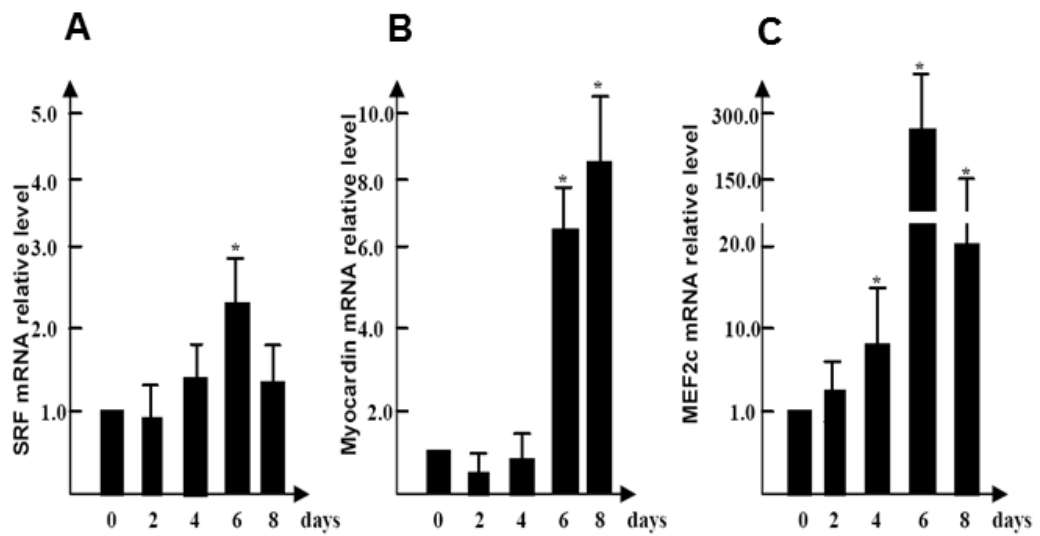 A
B
C
SRF mRNA relative level
5.0
4.0
3.0
2.0
1.0
*
0 2 4 6 8 days
Myocardin mRNA relative level
10.0
8.0
6.0
4.0
2.0
* *
0 2 4 6 8 days
MEF2c mRNA relative level
300.0
150.0
20.0
10.0
1.0
* * *
0 2 4 6 8 days